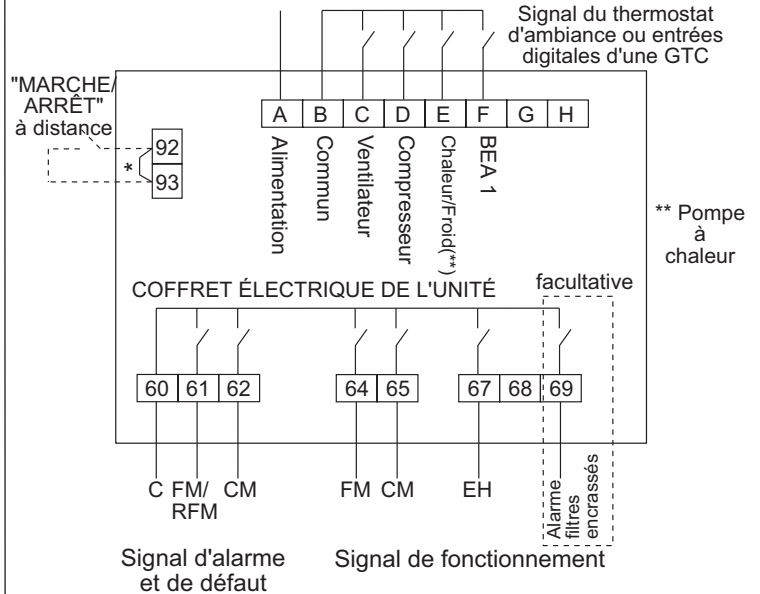 Signal du thermostat
d'ambiance ou entrées
digitales d'une GTC
"MARCHE/
ARRÊT"
à distance
92
93
*
A B C D E F G H
Alimentation
Commun
Ventilateur
Compresseur
Chaleur/Froid(**)
BEA 1
** Pompe
à
chaleur
COFFRET ÉLECTRIQUE DE L'UNITÉ
facultative
60 61 62 64 65 67 68 69
C FM/ CM FM CM EH
RFM
Alarme
filtres
encrassés
Signal d'alarme
et de défaut
Signal de fonctionnement